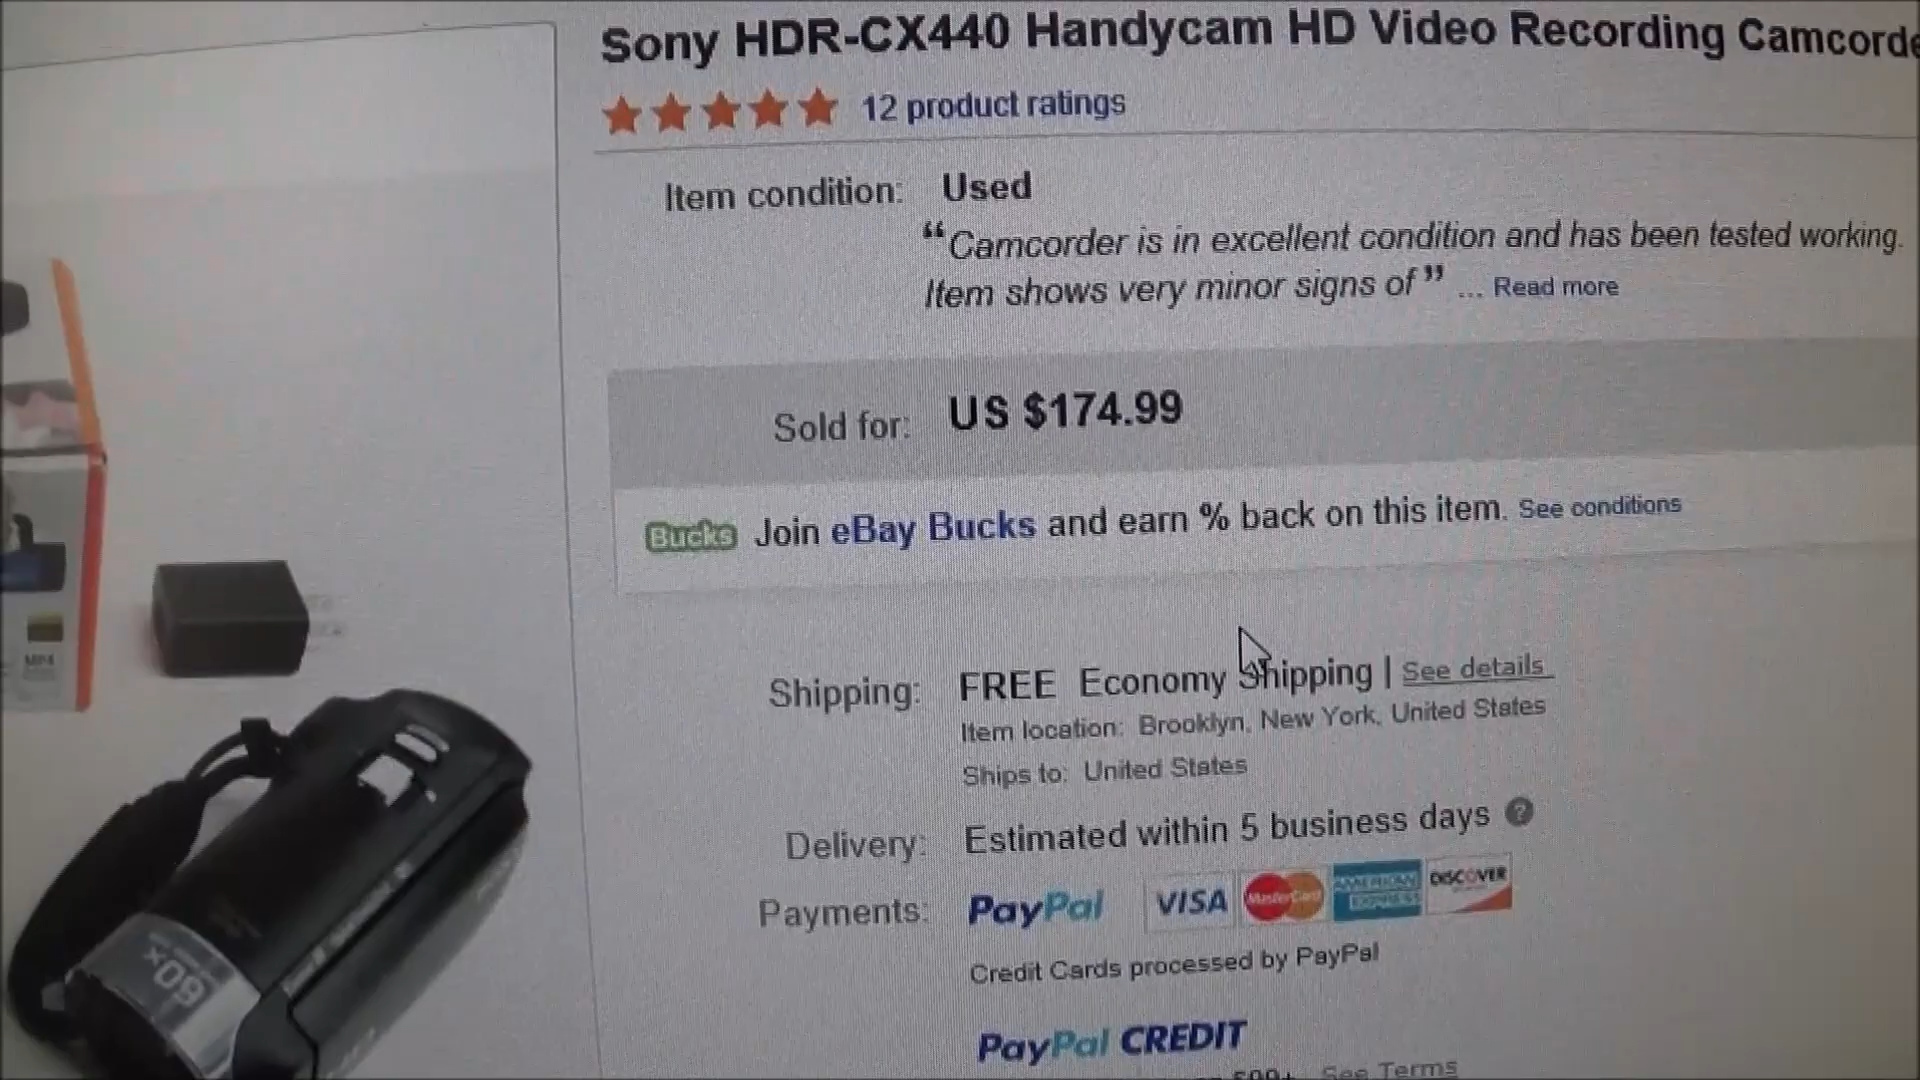 Sony HDR-CX440 Handycam HD Video Recording Camcorde
12 product ratings
Item condition: Used
“Camcorder is in excellent condition and has been tested working.
Item shows very minor signs of” ... Read more
Sold for: US $174.99
Bucks Join eBay Bucks and earn % back on this item. See conditions
Shipping: FREE Economy Shipping | See details
Item location: Brooklyn, New York, United States
Ships to: United States
Delivery: Estimated within 5 business days ?
Payments: PayPal VISA MasterCard AMERICAN EXPRESS DISCOVER
Credit Cards processed by PayPal
PayPal CREDIT
See Terms
MP4
60x